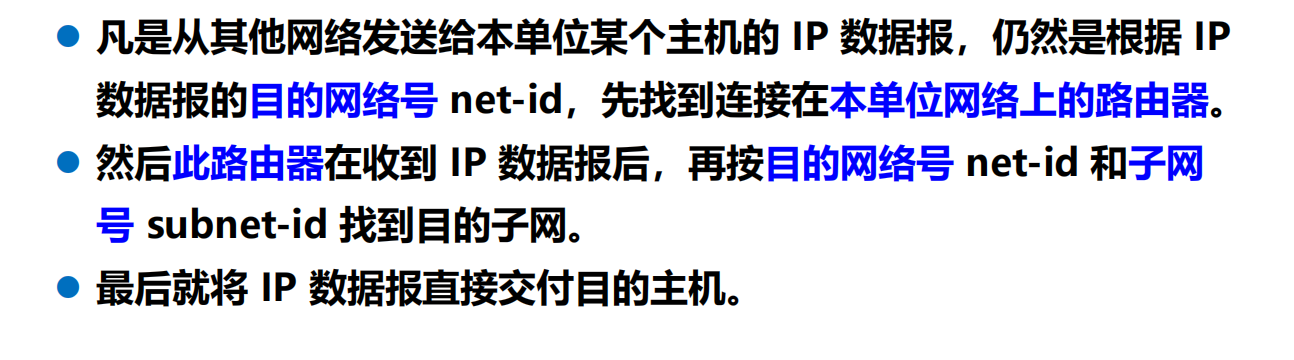 ● 凡是从其他网络发送给本单位某个主机的 IP 数据报，仍然是根据 IP
数据报的目的网络号 net-id，先找到连接在本单位网络上的路由器。
● 然后此路由器在收到 IP 数据报后，再按目的网络号 net-id 和子网
号 subnet-id 找到目的子网。
● 最后就将 IP 数据报直接交付目的主机。